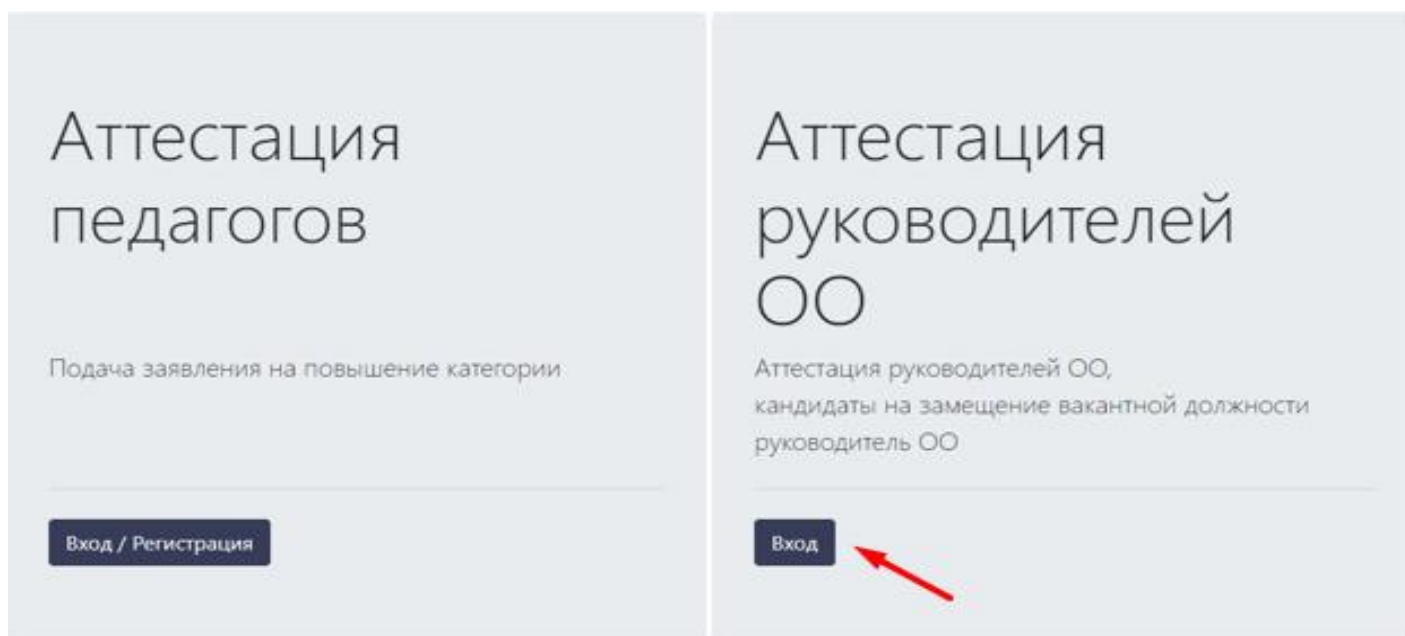 Аттестация
педагогов
Подача заявления на повышение категории
Вход / Регистрация
Аттестация
руководителей
ОО
Аттестация руководителей ОО,
кандидаты на замещение вакантной должности
руководитель ОО
Вход